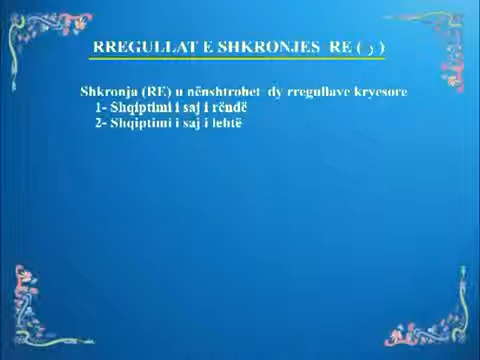 RREGULLAT E SHKRONJES RE ( ر )
Shkronja (RE) u nënshtrohet dy rregullave kryesore
1- Shqiptimi i saj i rëndë
2- Shqiptimi i saj i lehtë